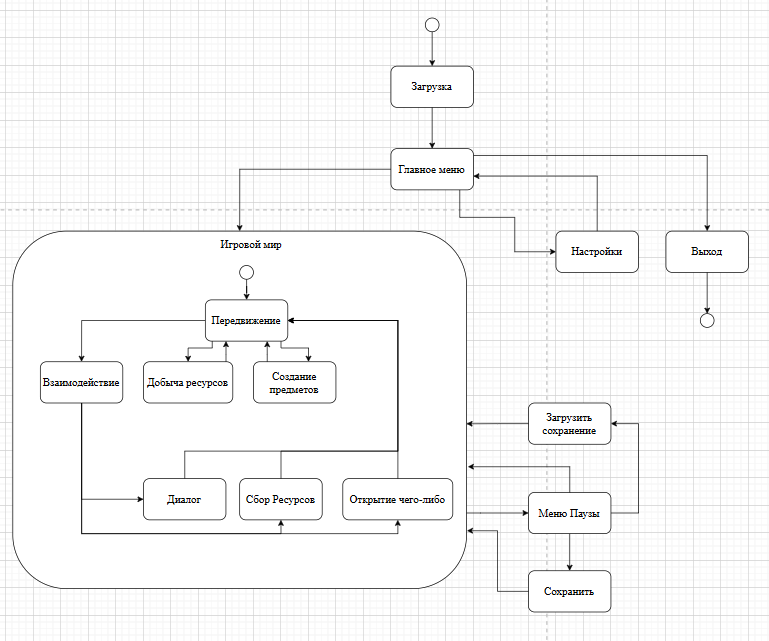 Загрузка
Главное меню
Настройки
Выход
Игровой мир
Передвижение
Взаимодействие
Добыча ресурсов
Создание
предметов
Загрузить
сохранение
Диалог
Сбор Ресурсов
Открытие чего-либо
Меню Паузы
Сохранить